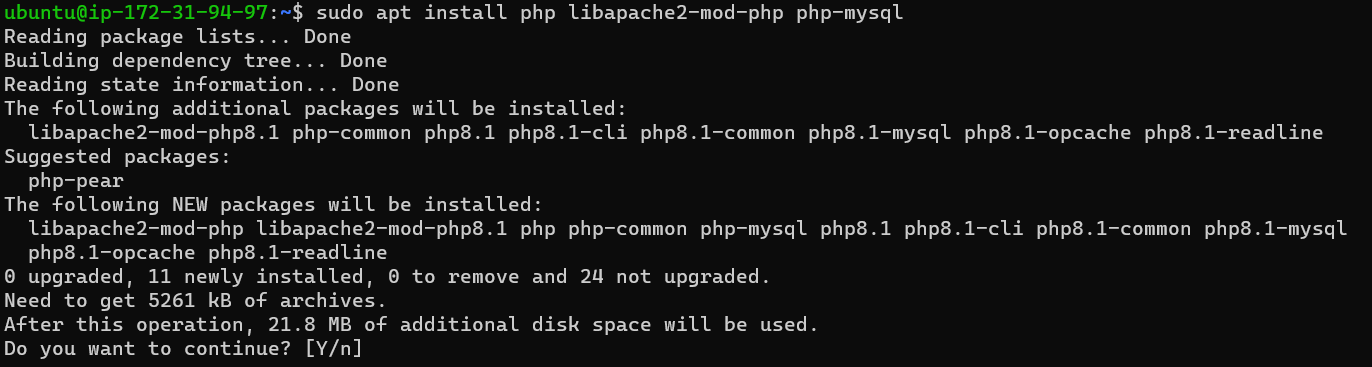 ubuntu@ip-172-31-94-97:~$ sudo apt install php libapache2-mod-php php-mysql
Reading package lists... Done
Building dependency tree... Done
Reading state information... Done
The following additional packages will be installed:
  libapache2-mod-php8.1 php-common php8.1 php8.1-cli php8.1-common php8.1-mysql php8.1-opcache php8.1-readline
Suggested packages:
  php-pear
The following NEW packages will be installed:
  libapache2-mod-php libapache2-mod-php8.1 php php-common php-mysql php8.1 php8.1-cli php8.1-common php8.1-mysql
  php8.1-opcache php8.1-readline
0 upgraded, 11 newly installed, 0 to remove and 24 not upgraded.
Need to get 5261 kB of archives.
After this operation, 21.8 MB of additional disk space will be used.
Do you want to continue? [Y/n]